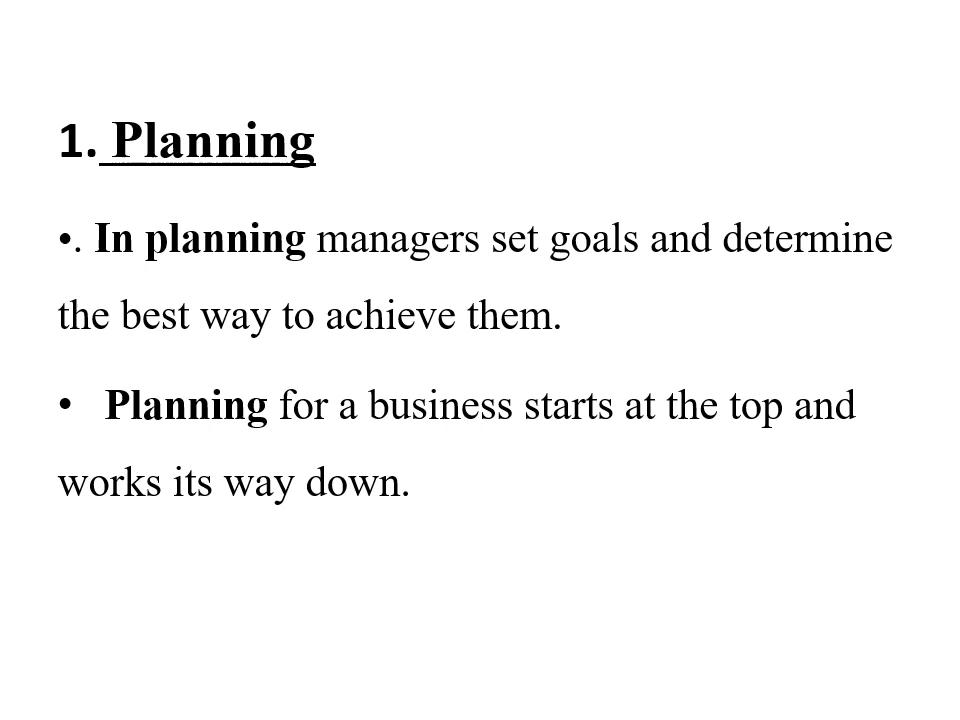 1. Planning
•. In planning managers set goals and determine
the best way to achieve them.
• Planning for a business starts at the top and
works its way down.